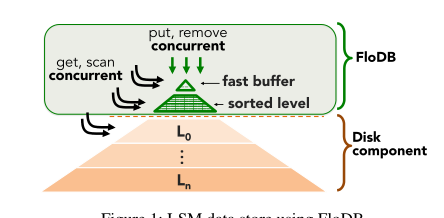 put, remove
concurrent
get, scan
concurrent
FloDB
fast buffer
sorted level
L0
⋮
Ln
Disk
component
Figure 1: LSM data store using FloDB